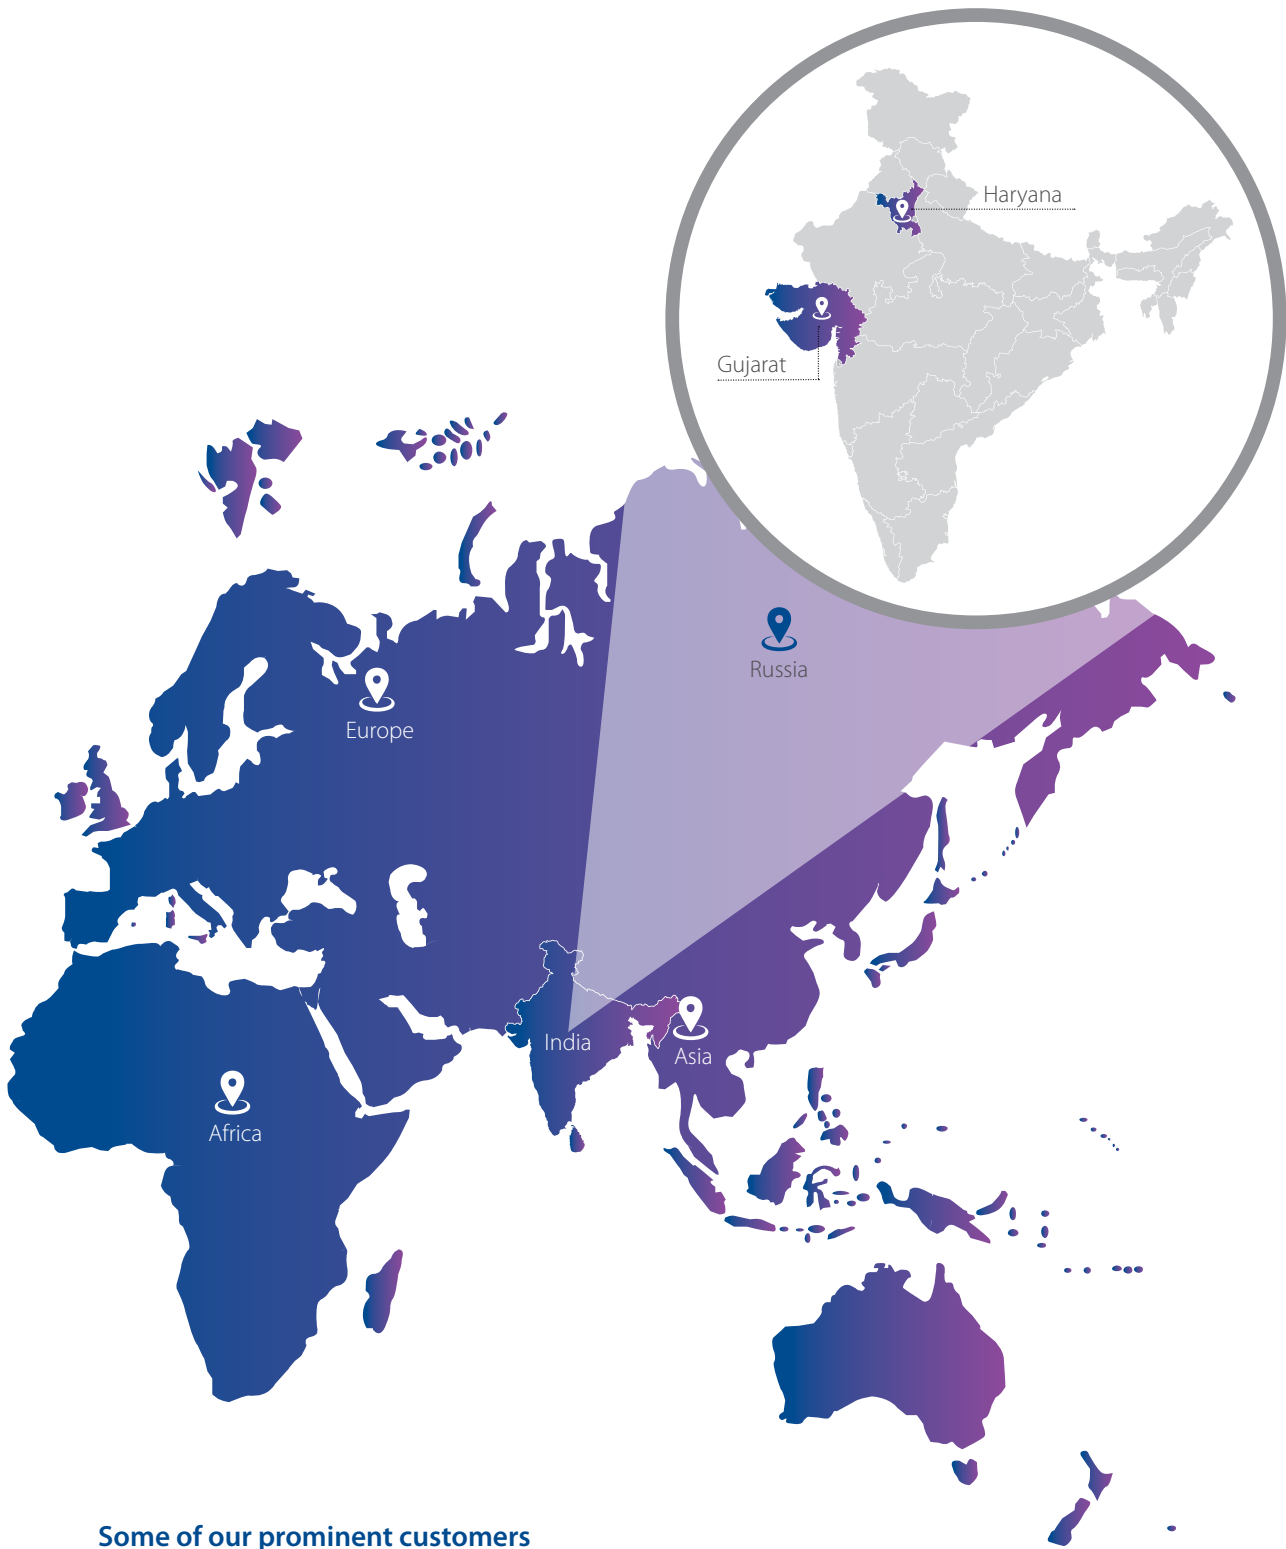 Haryana
Gujarat
Russia
Europe
India
Asia
Africa
Some of our prominent customers